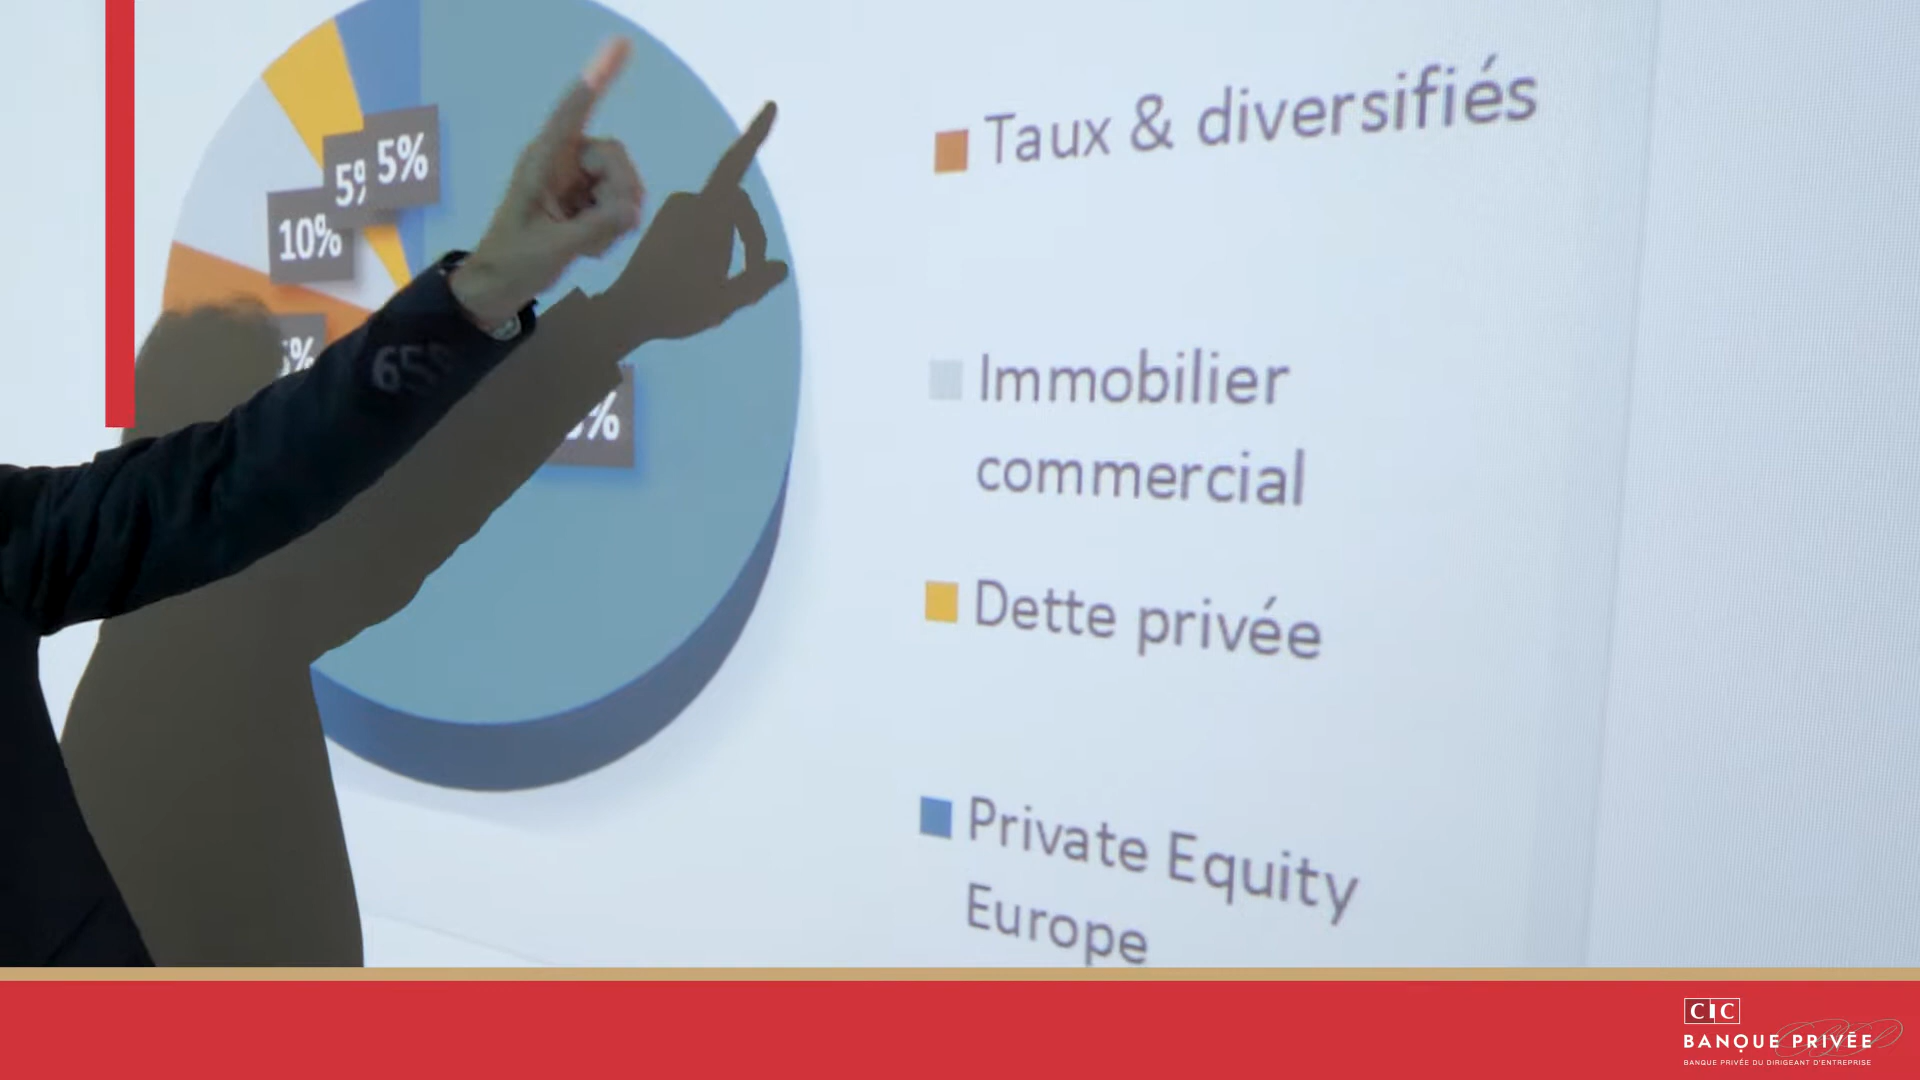 Taux & diversifiés
5%
10%
Immobilier
commercial
65
Dette privée
Private Equity
Europe
CIC
BANQUE PRIVÉE
BANQUE PRIVÉE DU DIRIGEANT D'ENTREPRISE